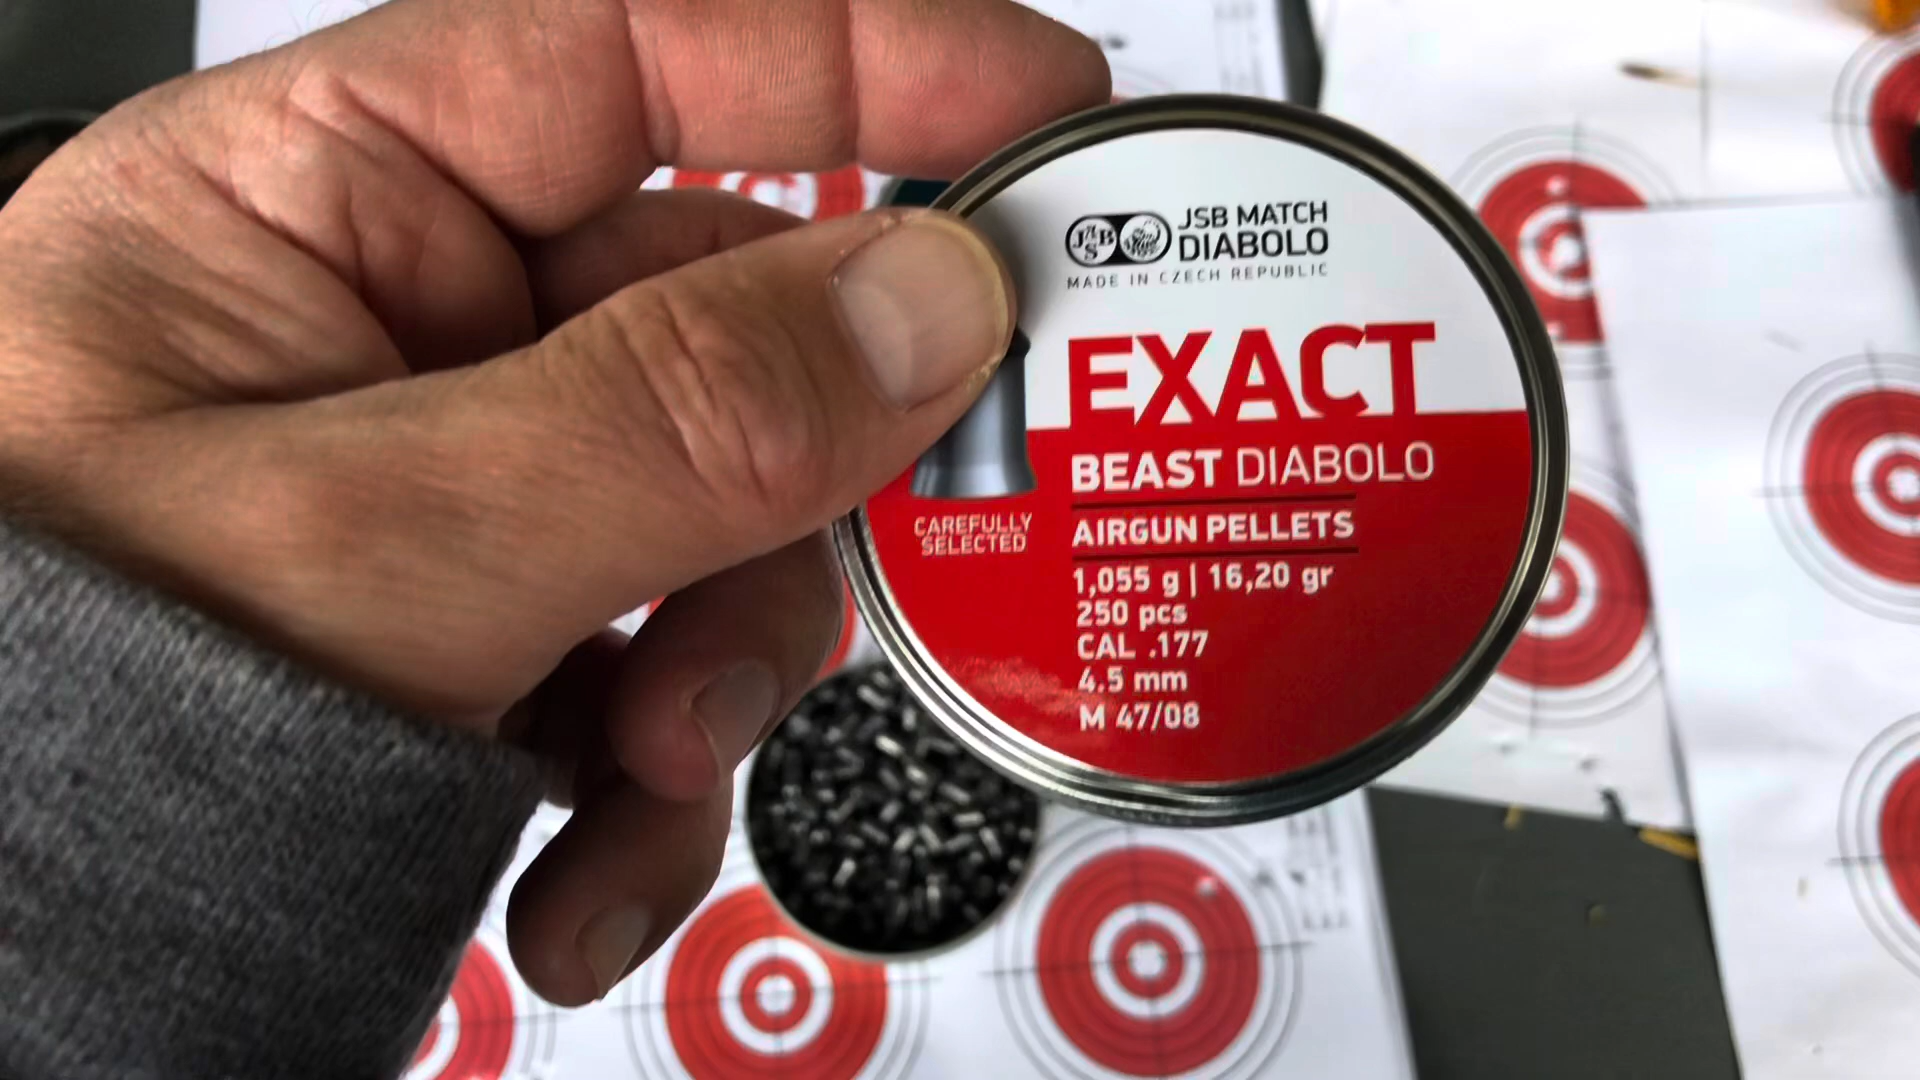 JSB
JSB MATCH
DIABOLO
MADE IN CZECH REPUBLIC
EXACT
BEAST DIABOLO
AIRGUN PELLETS
CAREFULLY
SELECTED
1,055 g | 16,20 gr
250 pcs
CAL .177
4.5 mm
M 47/08